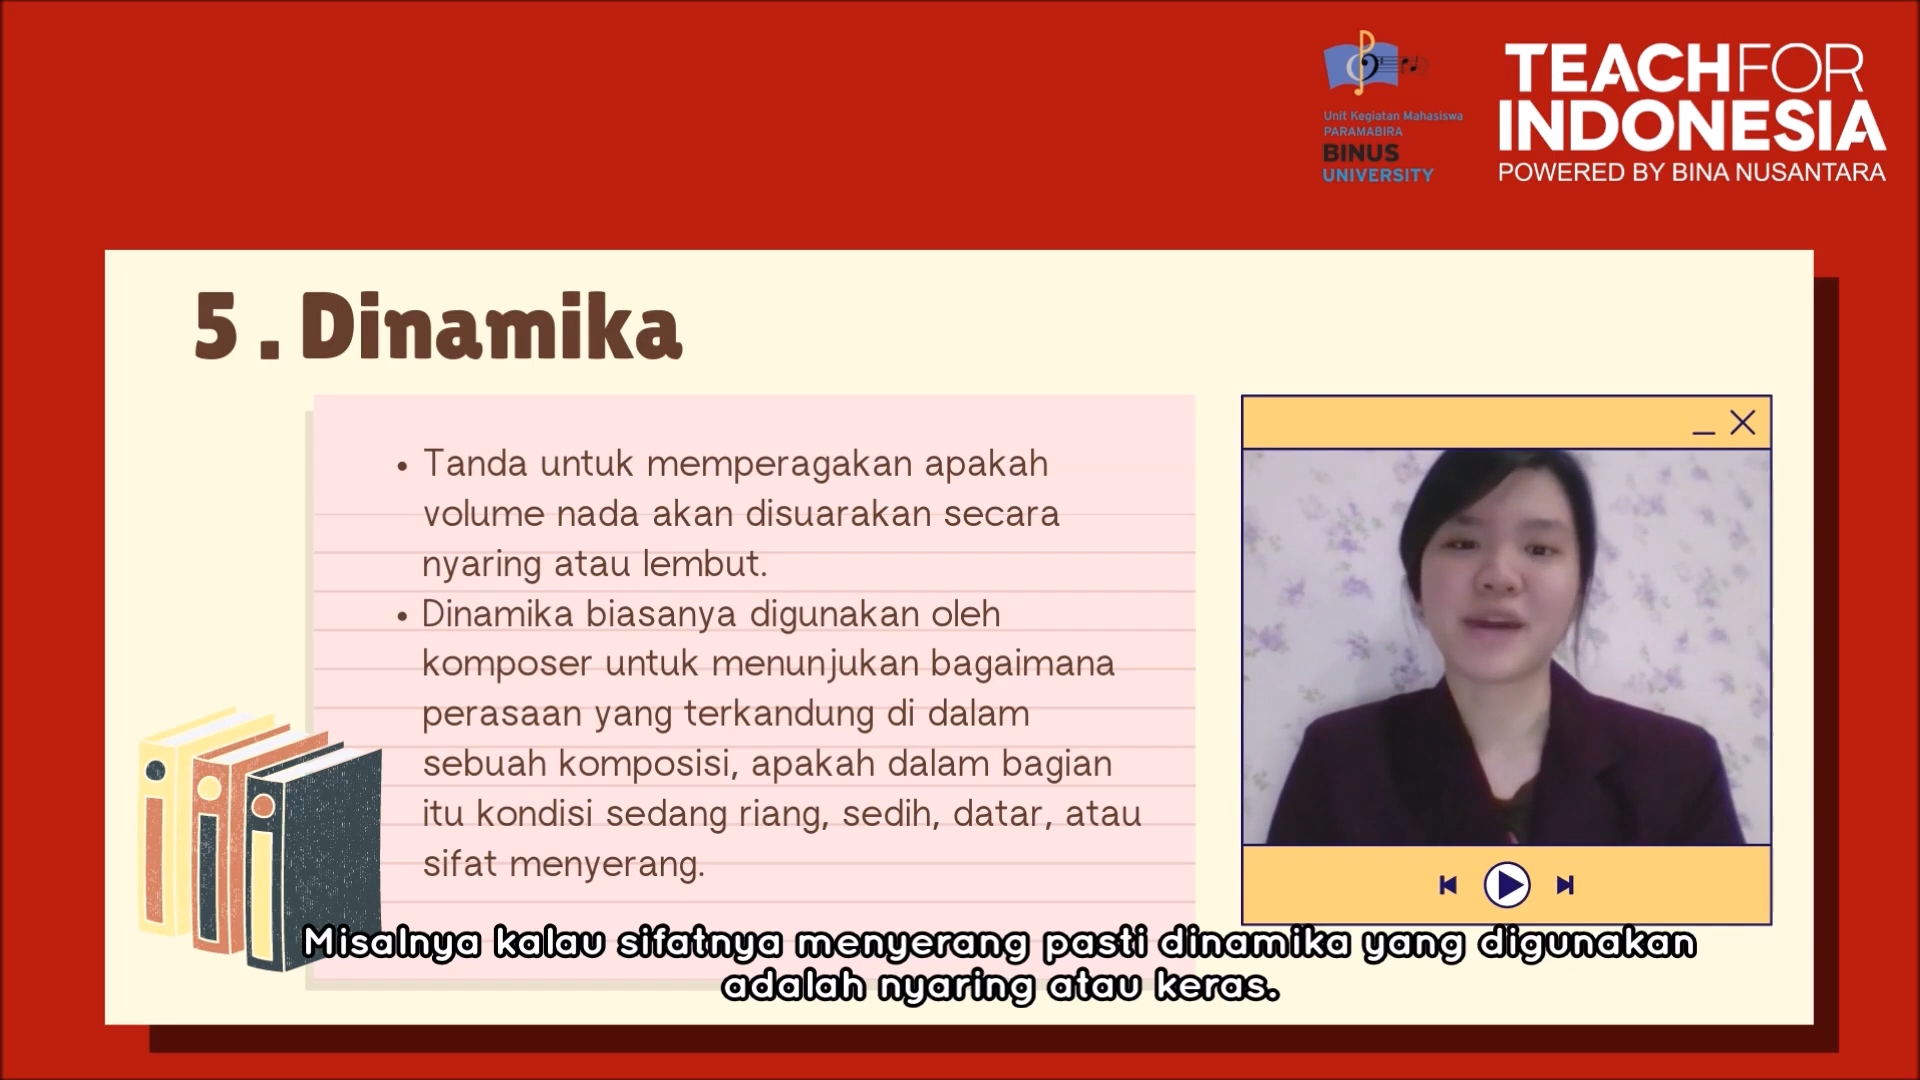 Unit Kegiatan Mahasiswa
PARAMABIRA
BINUS
UNIVERSITY
TEACHFOR
INDONESIA
POWERED BY BINA NUSANTARA
5. Dinamika
• Tanda untuk memperagakan apakah
volume nada akan disuarakan secara
nyaring atau lembut.
• Dinamika biasanya digunakan oleh
komposer untuk menunjukan bagaimana
perasaan yang terkandung di dalam
sebuah komposisi, apakah dalam bagian
itu kondisi sedang riang, sedih, datar, atau
sifat menyerang.
Misalnya kalau sifatnya menyerang pasti dinamika yang digunakan
adalah nyaring atau keras.